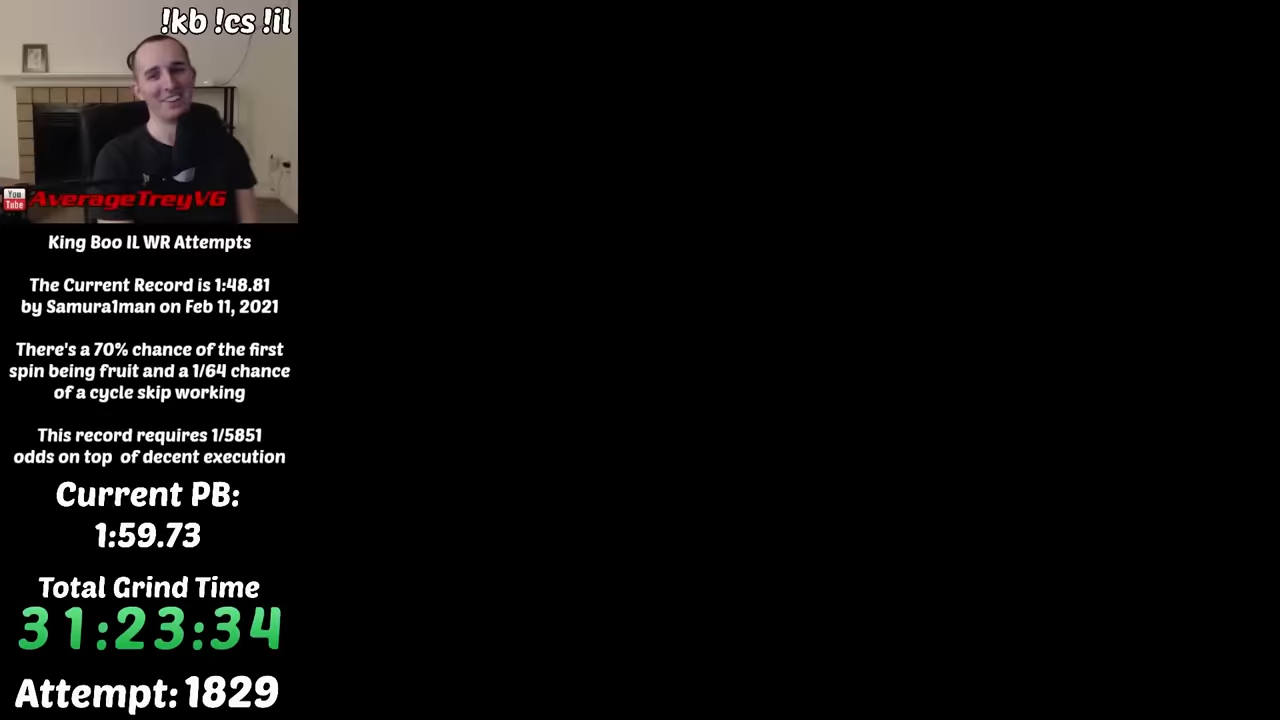 !kb !cs !il
You
Tube
AverageTreyVG
King Boo IL WR Attempts
The Current Record is 1:48.81
by Samura1man on Feb 11, 2021
There's a 70% chance of the first
spin being fruit and a 1/64 chance
of a cycle skip working
This record requires 1/5851
odds on top of decent execution
Current PB:
1:59.73
Total Grind Time
31:23:34
Attempt: 1829